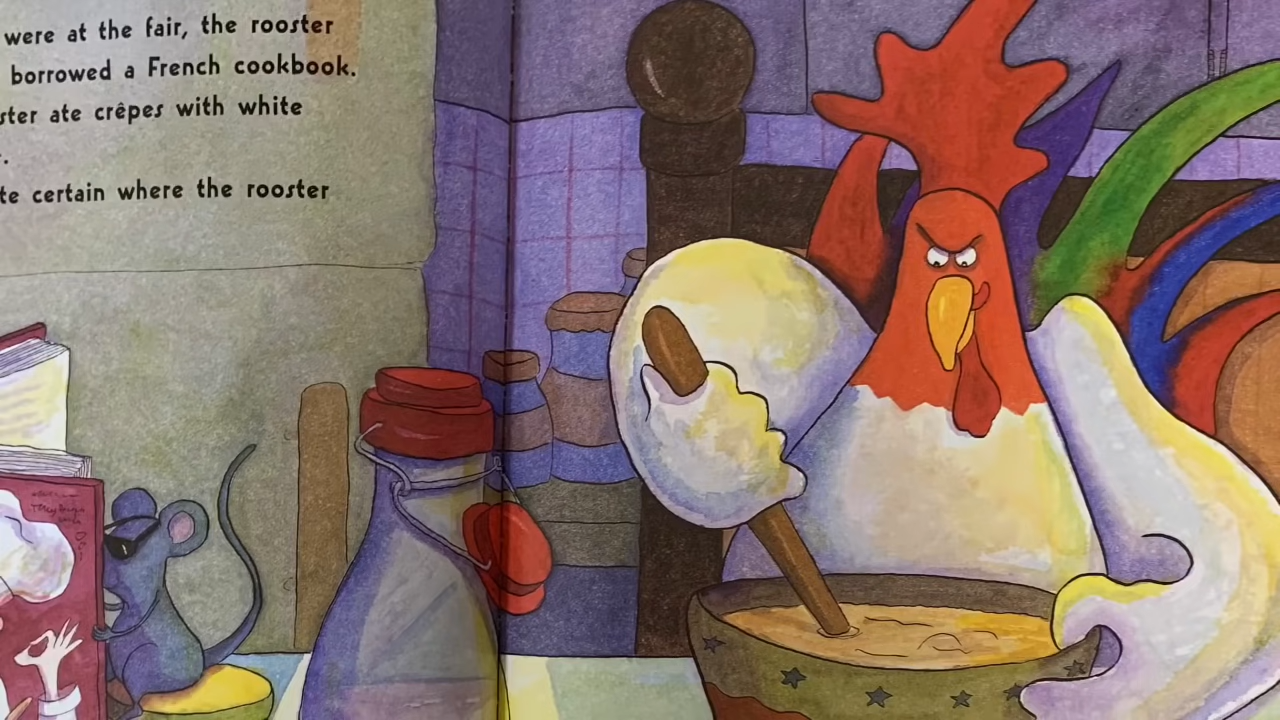 were at the fair, the rooster
borrowed a French cookbook.
ster ate crêpes with white
.
te certain where the rooster